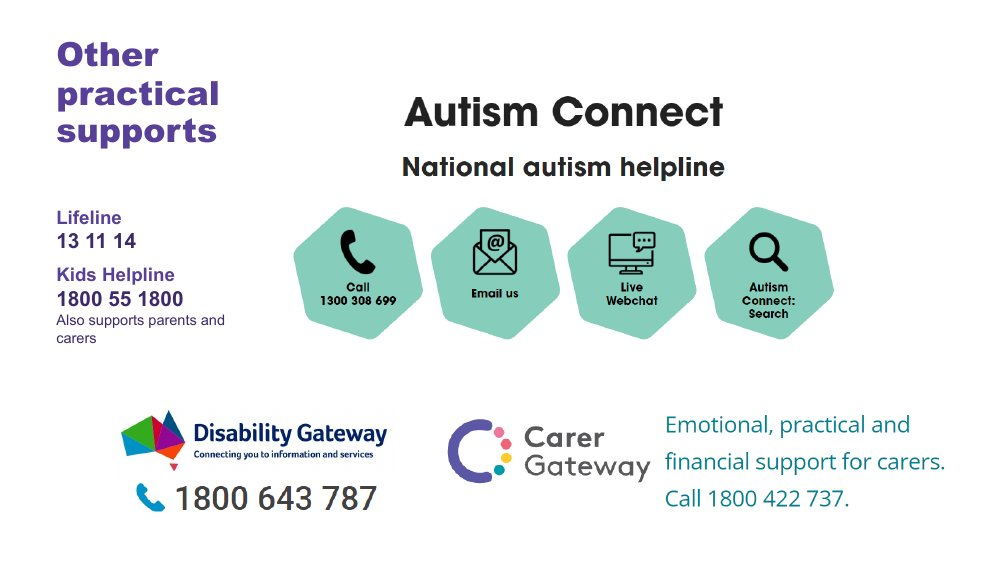 Other
practical
supports
Lifeline
13 11 14
Kids Helpline
1800 55 1800
Also supports parents and
carers
Autism Connect
National autism helpline
Call
1300 308 699
@
Email us
Live
Webchat
Autism
Connect:
Search
Disability Gateway
Connecting you to information and services
1800 643 787
Carer
Gateway
Emotional, practical and
financial support for carers.
Call 1800 422 737.